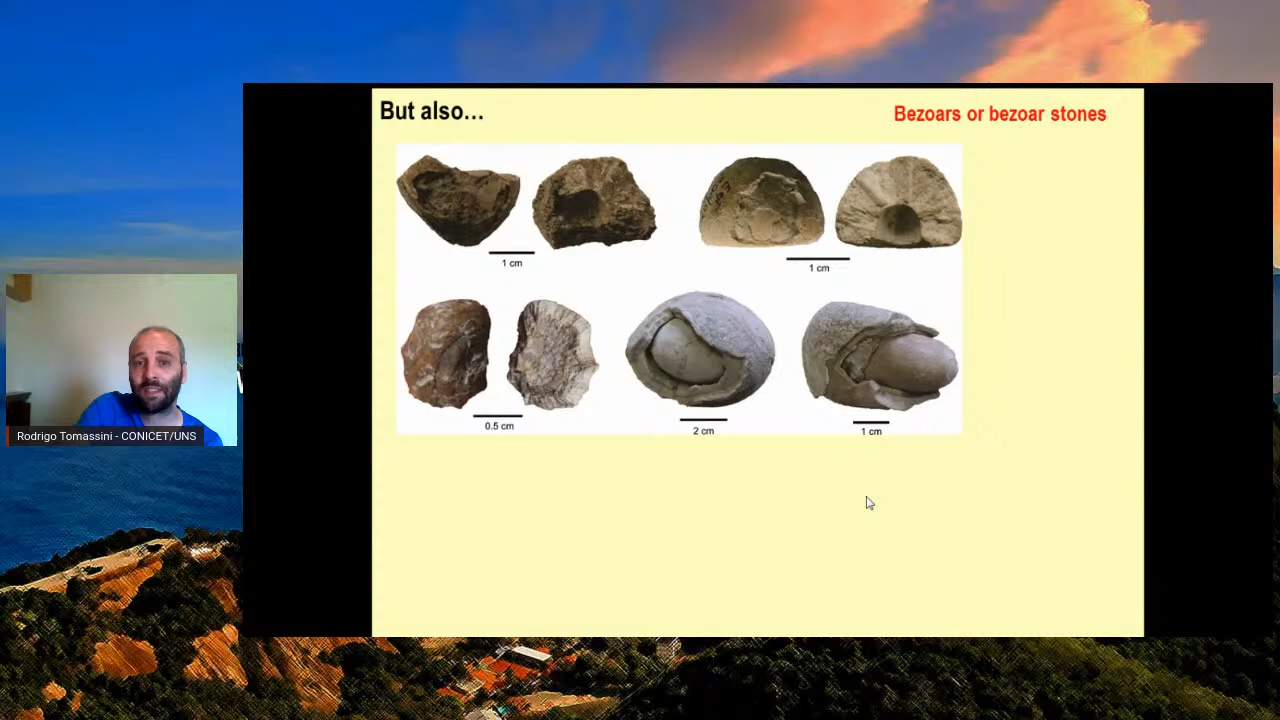 But also…
Bezoars or bezoar stones
1 cm
1 cm
0.5 cm
2 cm
1 cm
Rodrigo Tomassini - CONICET/UNS